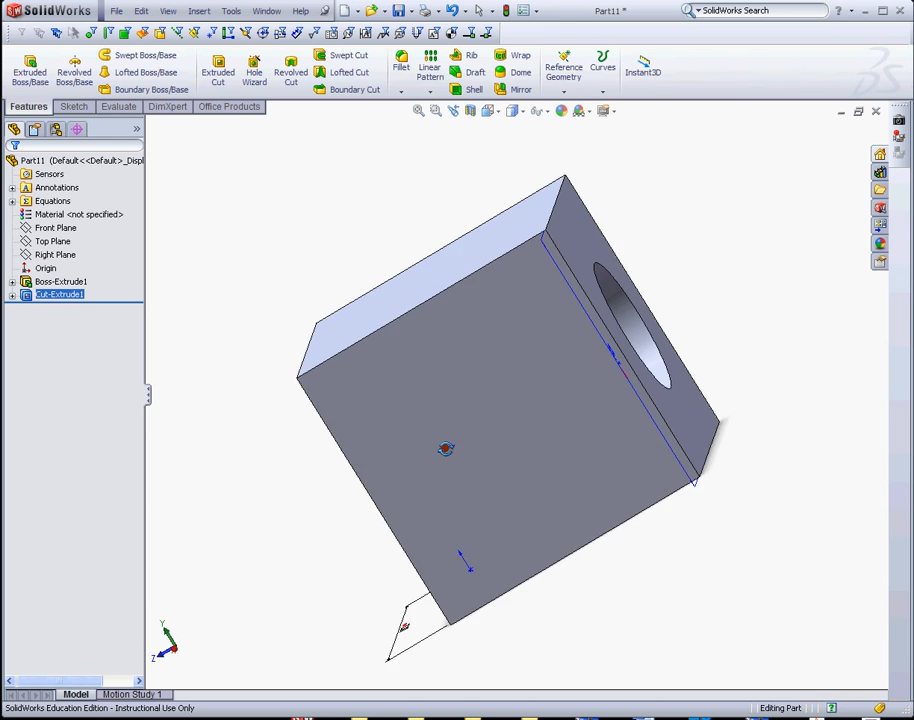 SolidWorks File Edit View Insert Tools Window Help Part11 * SolidWorks Search
Extruded Boss/Base
Revolved Boss/Base
Swept Boss/Base
Lofted Boss/Base
Boundary Boss/Base
Extruded Cut
Hole Wizard
Revolved Cut
Swept Cut
Lofted Cut
Boundary Cut
Fillet
Linear Pattern
Rib
Draft
Shell
Wrap
Dome
Mirror
Reference Geometry
Curves
Instant3D
Features Sketch Evaluate DimXpert Office Products
Part11 (Default<<Default>_Displ
Sensors
Annotations
Equations
Material <not specified>
Front Plane
Top Plane
Right Plane
Origin
Boss-Extrude1
Cut-Extrude1
Y
Z
Model Motion Study 1
SolidWorks Education Edition - Instructional Use Only Editing Part